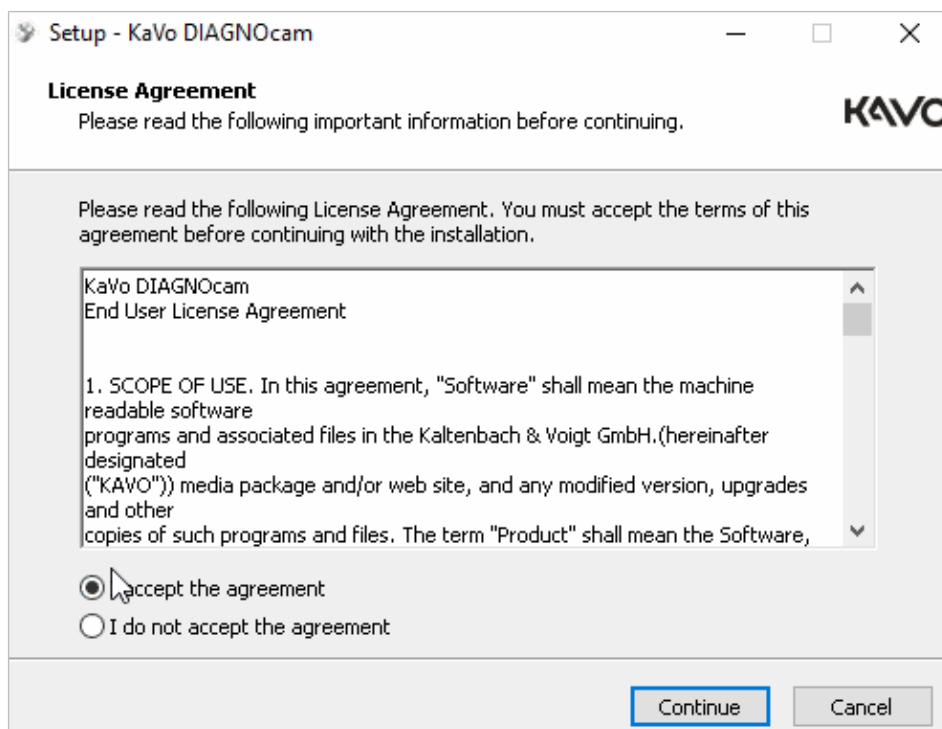 Setup - KaVo DIAGNOcam
License Agreement
Please read the following important information before continuing.
KAVO
Please read the following License Agreement. You must accept the terms of this
agreement before continuing with the installation.
KaVo DIAGNOcam
End User License Agreement
1. SCOPE OF USE. In this agreement, "Software" shall mean the machine
readable software
programs and associated files in the Kaltenbach & Voigt GmbH.(hereinafter
designated
("KAVO")) media package and/or web site, and any modified version, upgrades
and other
copies of such programs and files. The term "Product" shall mean the Software,
accept the agreement
I do not accept the agreement
Continue
Cancel